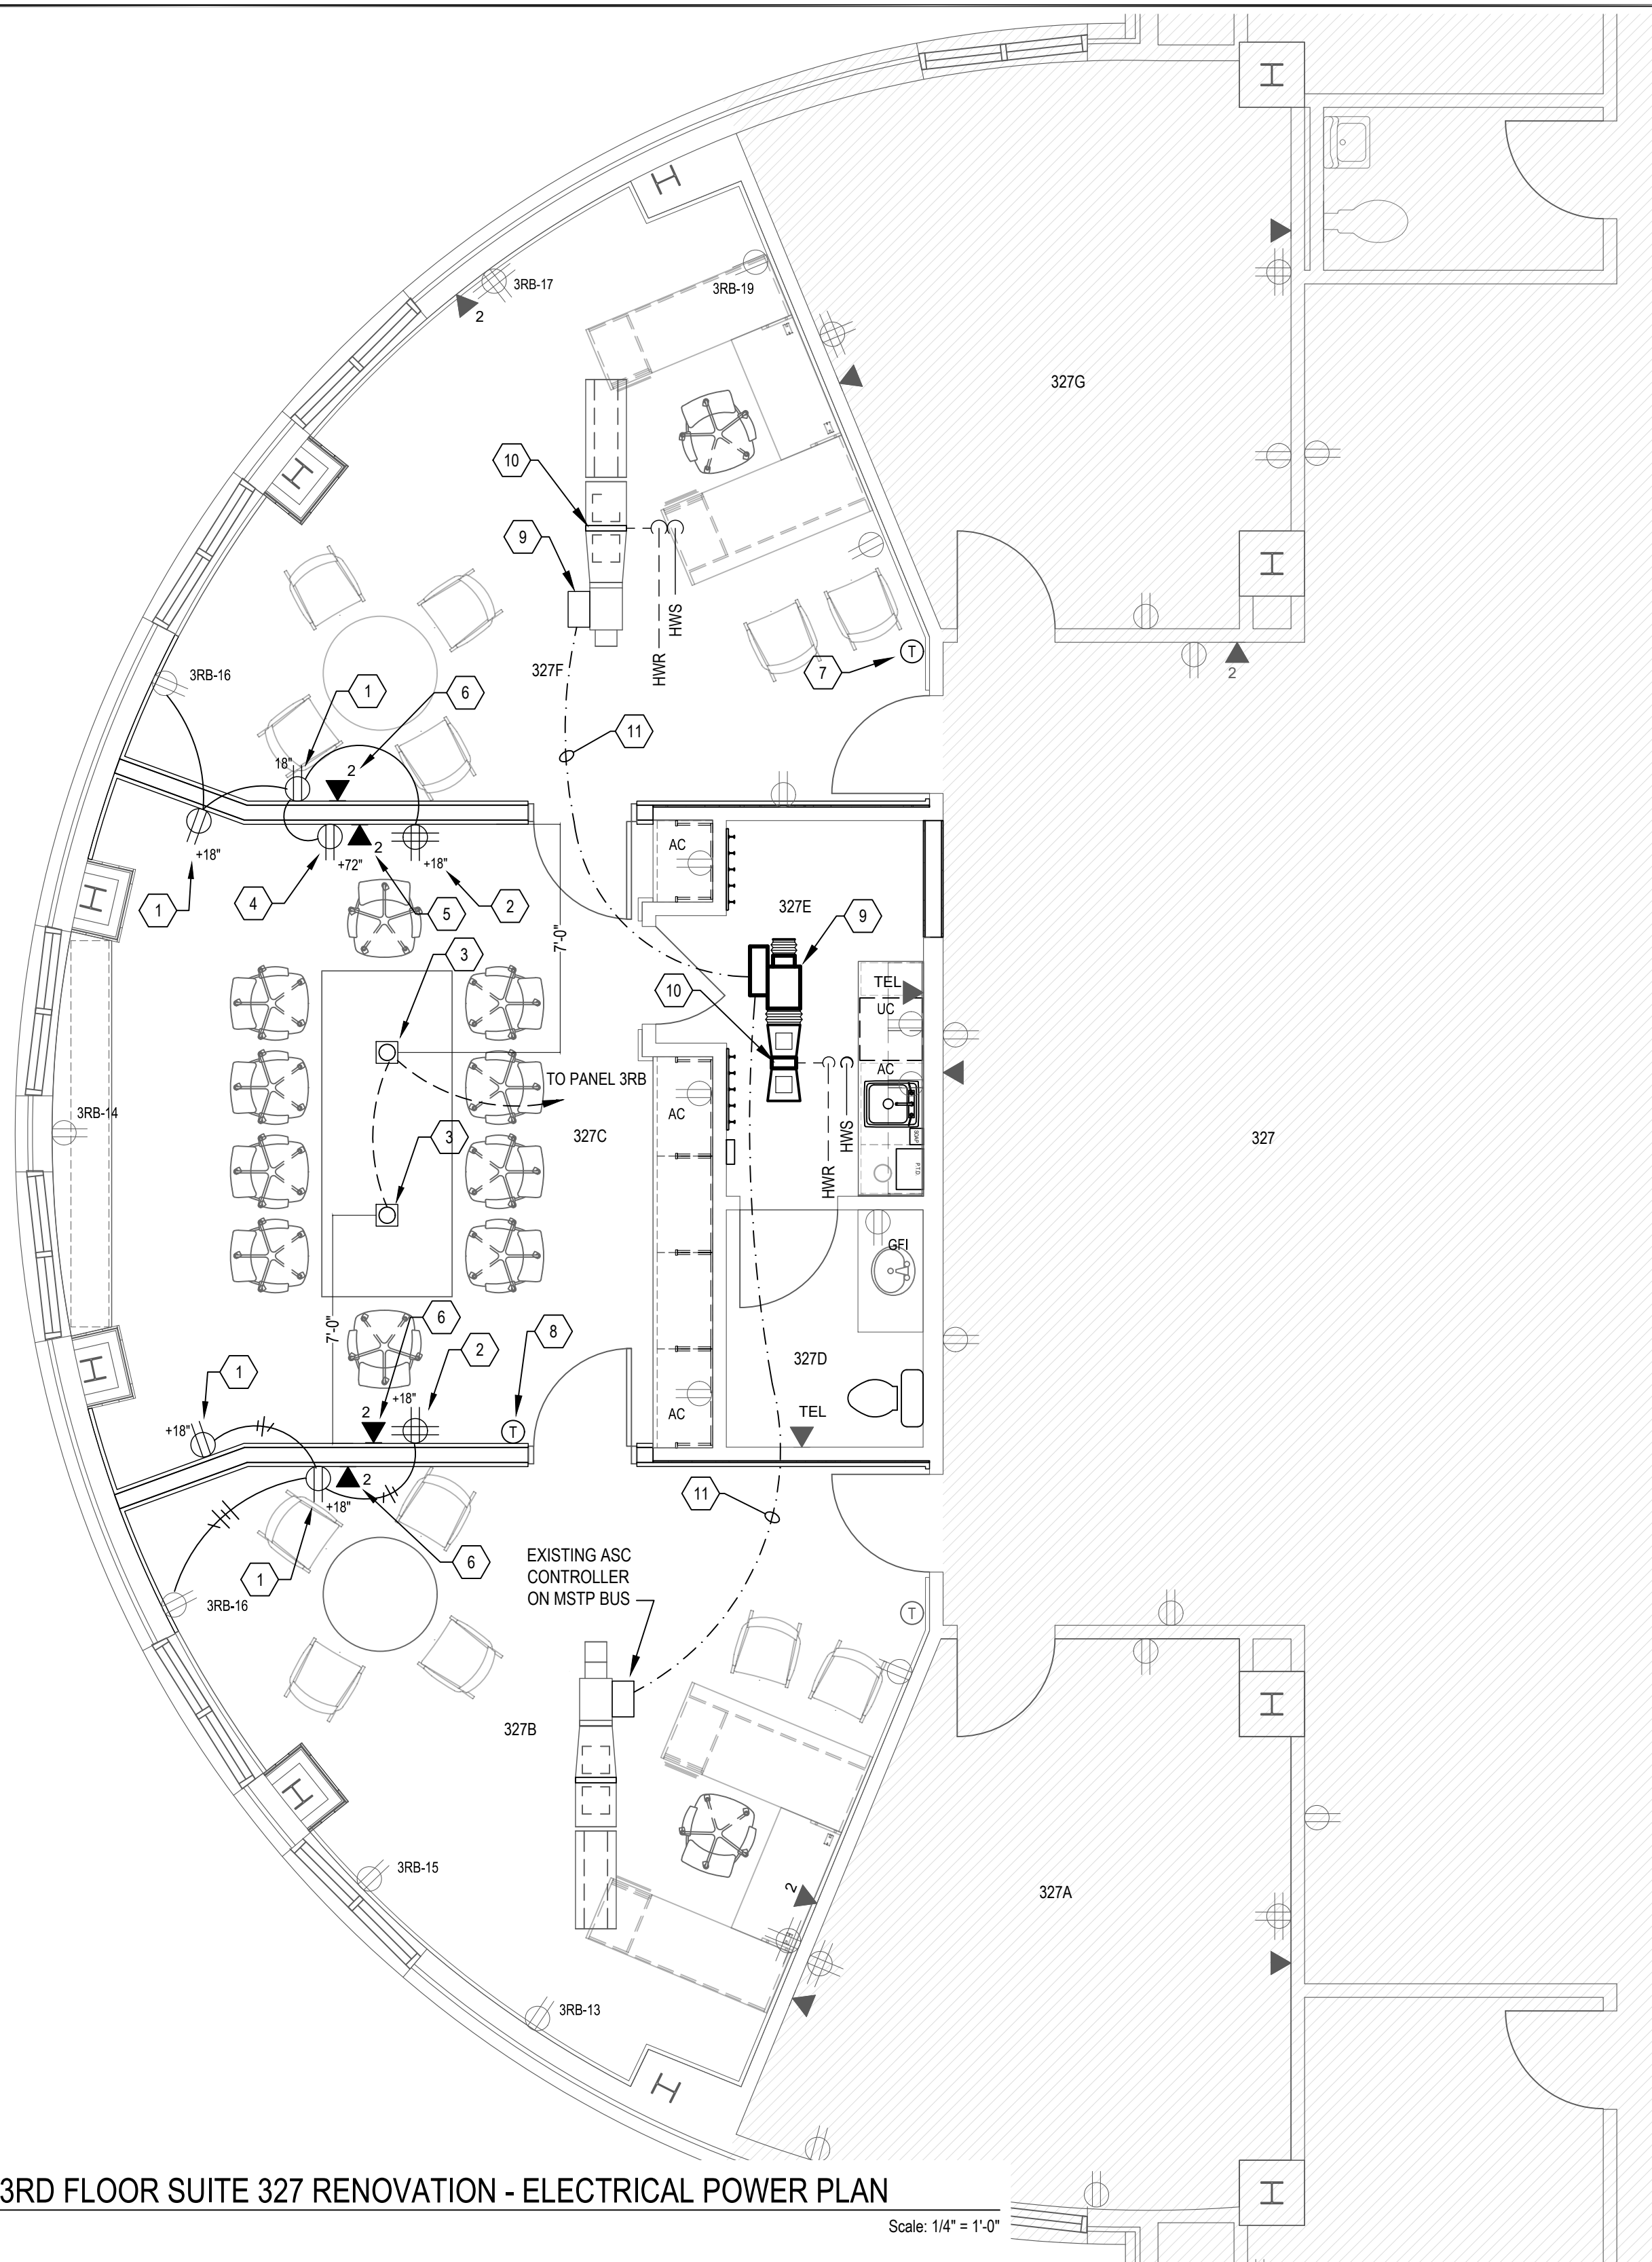 3RB-17
2
3RB-19
327G
10
9
HWR
HWS
327F
T
7
3RB-16
1
6
11
18"
2
+18"
+72"
2
+18"
1
4
5
2
AC
327E
9
7'-0"
3
10
TEL
UC
AC
TO PANEL 3RB
3RB-14
AC
327C
3
HWR
HWS
SOAP
PTD
327
GFI
7'-0"
6
2
8
327D
1
+18"
AC
TEL
+18"
2
T
2
+18"
11
1
6
EXISTING ASC
CONTROLLER
ON MSTP BUS
3RB-16
T
2
327B
3RB-15
2
327A
3RB-13
3RD FLOOR SUITE 327 RENOVATION - ELECTRICAL POWER PLAN
Scale: 1/4" = 1'-0"